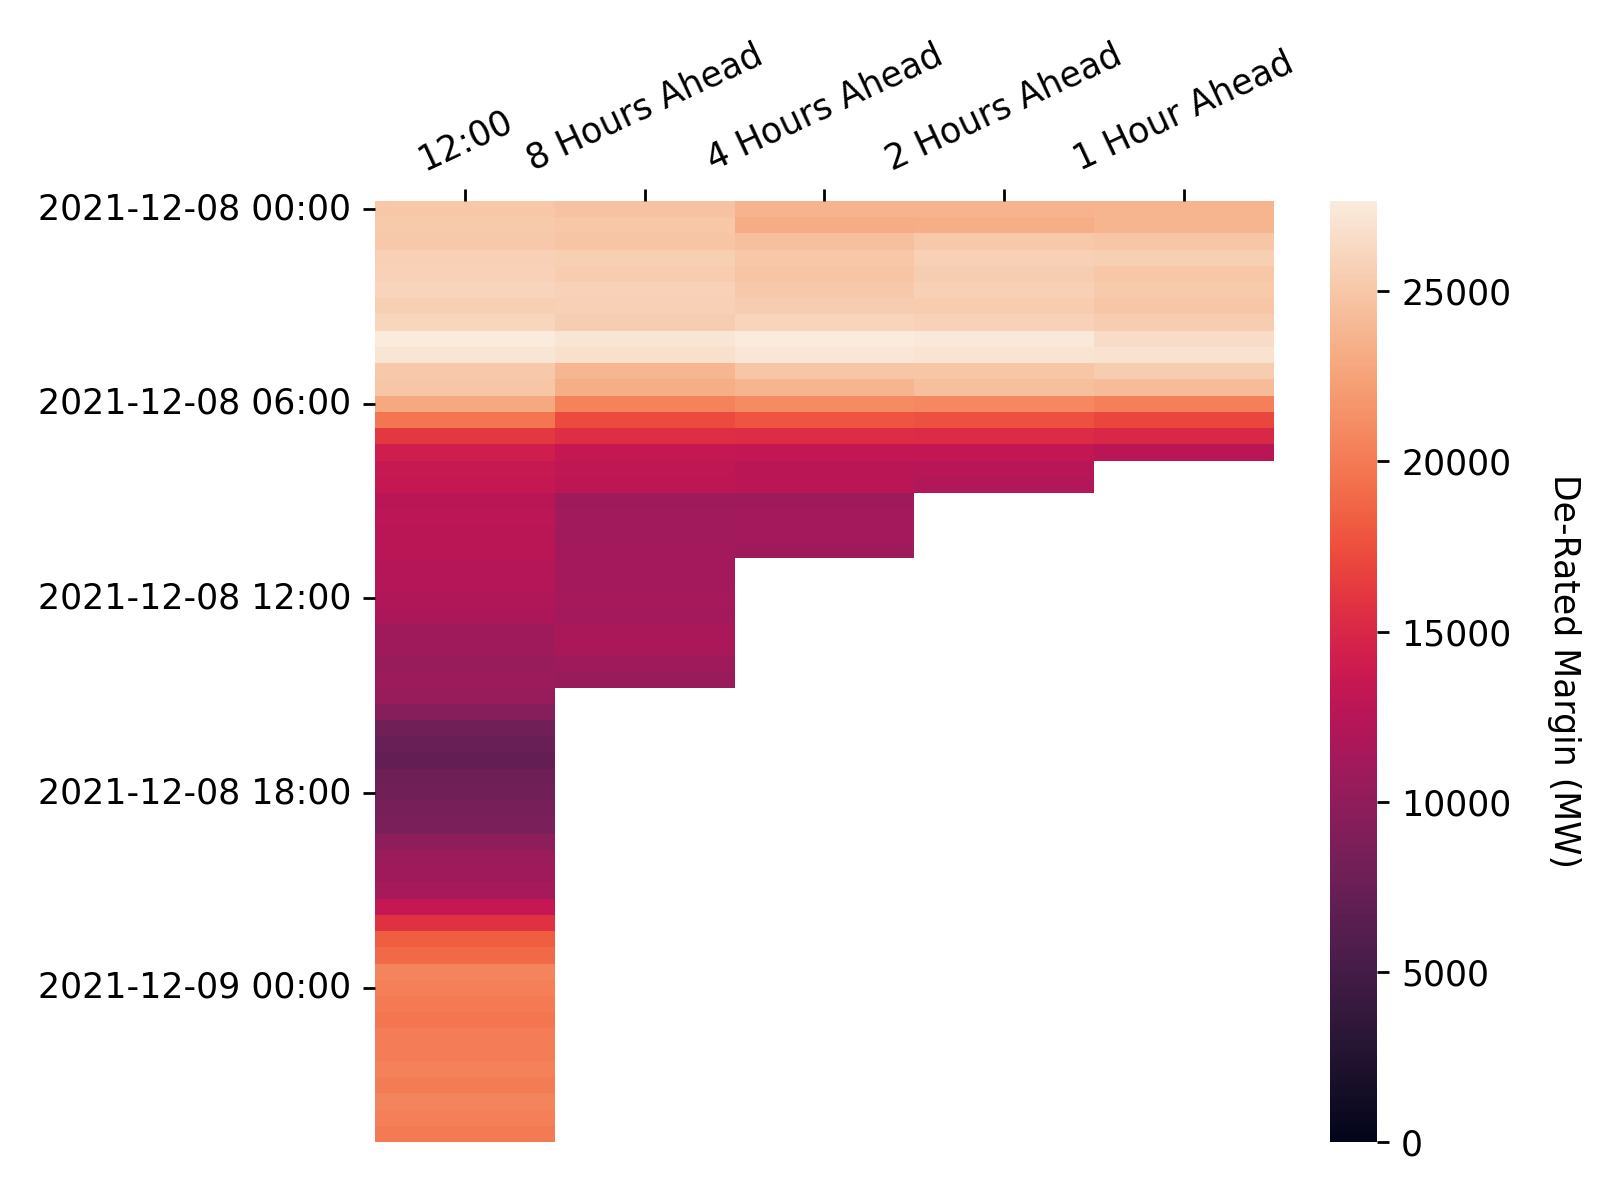 12:00
8 Hours Ahead
4 Hours Ahead
2 Hours Ahead
1 Hour Ahead
2021-12-08 00:00
2021-12-08 06:00
2021-12-08 12:00
2021-12-08 18:00
2021-12-09 00:00
25000
20000
15000
10000
5000
0
De-Rated Margin (MW)